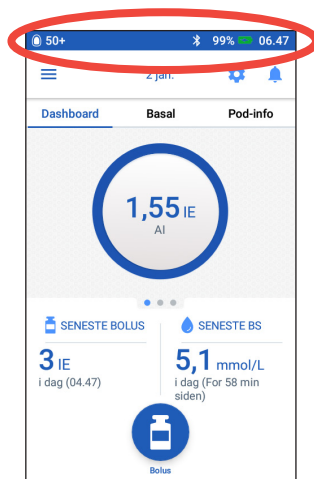 50+ 99% 06.47
2 jan.
Dashboard Basal Pod-info
1,55 IE
AI
SENESTE BOLUS
3 IE
i dag (04.47)
SENESTE BS
5,1 mmol/L
i dag (For 58 min
siden)
Bolus